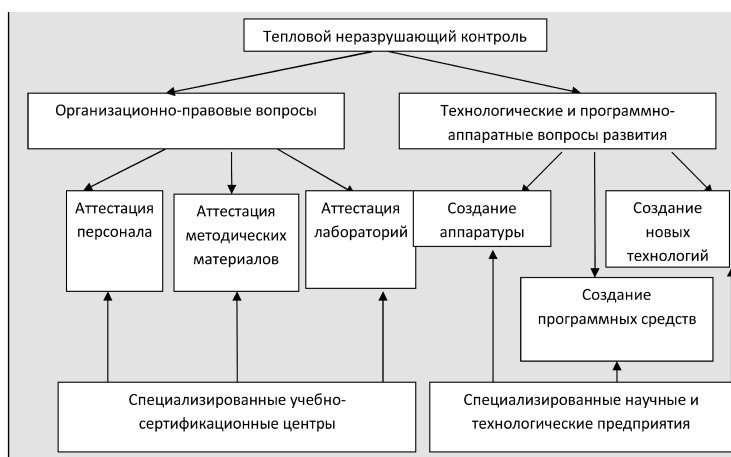 Тепловой неразрушающий контроль
Организационно-правовые вопросы
Технологические и программно-
аппаратные вопросы развития
Аттестация
персонала
Аттестация
методических
материалов
Аттестация
лабораторий
Создание
аппаратуры
Создание
новых
технологий
Создание
программных средств
Специализированные учебно-
сертификационные центры
Специализированные научные и
технологические предприятия